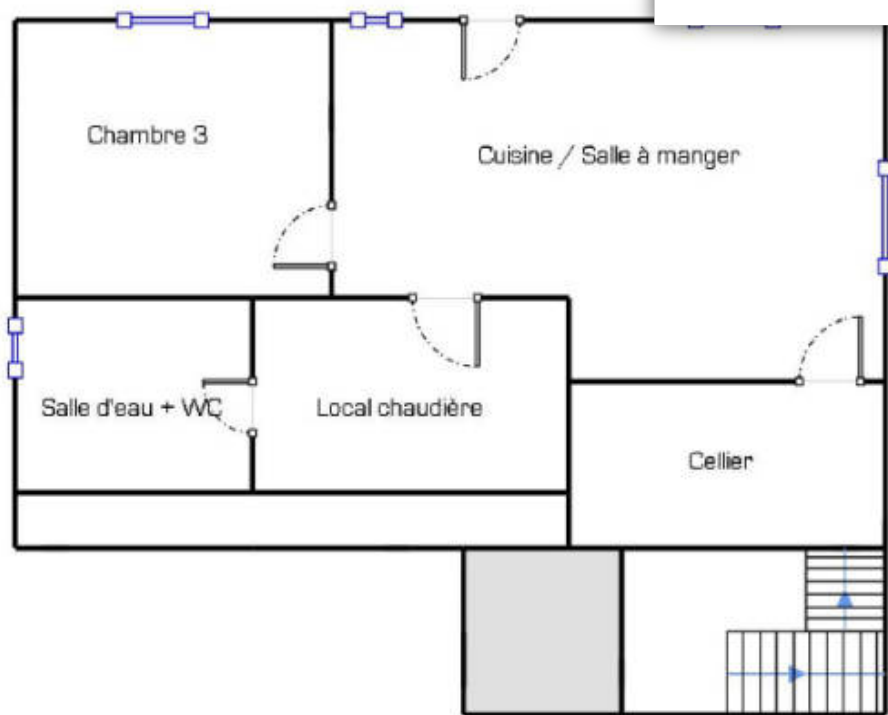 Chambre 3
Cuisine / Salle à manger
Salle d'eau + WC
Local chaudière
Cellier